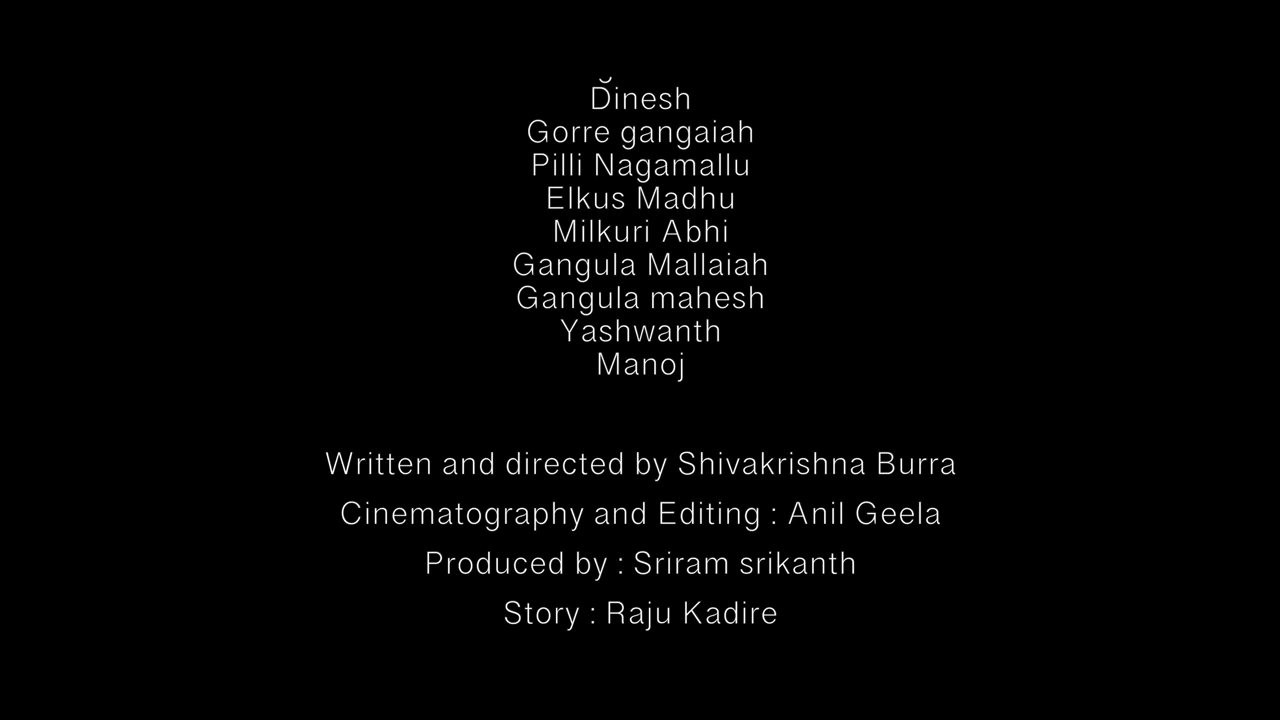 Dinesh
Gorre gangaiah
Pilli Nagamallu
Elkus Madhu
Milkuri Abhi
Gangula Mallaiah
Gangula mahesh
Yashwanth
Manoj
Written and directed by Shivakrishna Burra
Cinematography and Editing : Anil Geela
Produced by : Sriram srikanth
Story : Raju Kadire